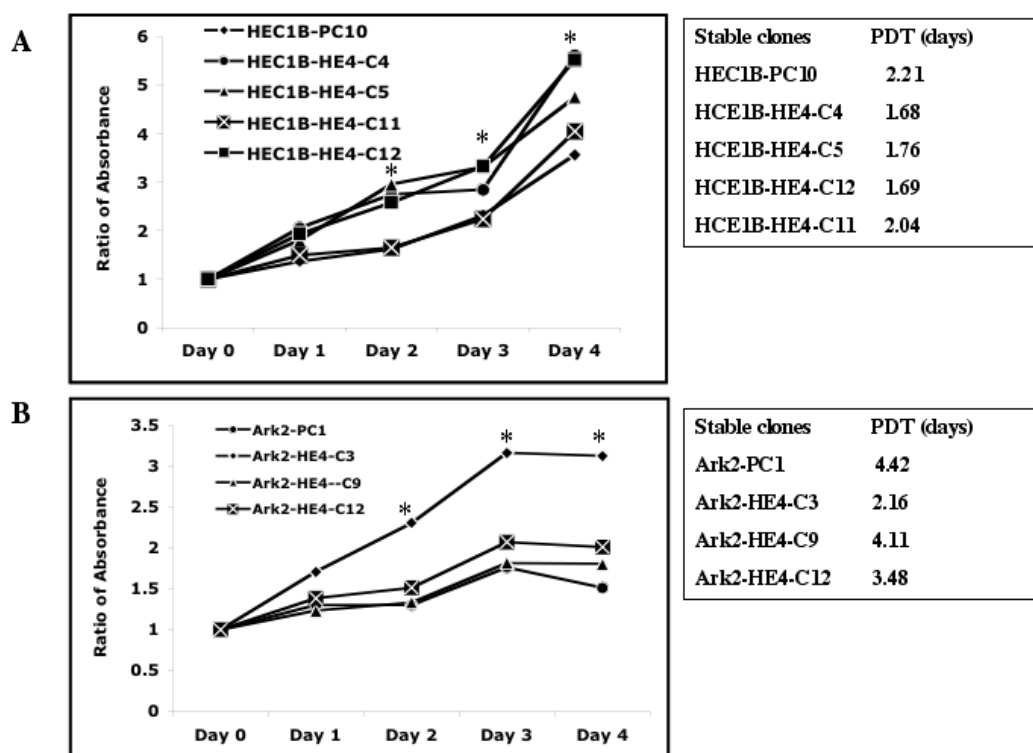 A
6
5
4
3
2
1
0
Ratio of Absorbance
HEC1B-PC10
HEC1B-HE4-C4
HEC1B-HE4-C5
HEC1B-HE4-C11
HEC1B-HE4-C12
*
*
*
Day 0 Day 1 Day 2 Day 3 Day 4
Stable clones PDT (days)
HEC1B-PC10 2.21
HCE1B-HE4-C4 1.68
HCE1B-HE4-C5 1.76
HCE1B-HE4-C12 1.69
HCE1B-HE4-C11 2.04
B
3.5
3
2.5
2
1.5
1
0.5
0
Ratio of Absorbance
Ark2-PC1
Ark2-HE4-C3
Ark2-HE4--C9
Ark2-HE4-C12
*
*
*
Day 0 Day 1 Day 2 Day 3 Day 4
Stable clones PDT (days)
Ark2-PC1 4.42
Ark2-HE4-C3 2.16
Ark2-HE4-C9 4.11
Ark2-HE4-C12 3.48